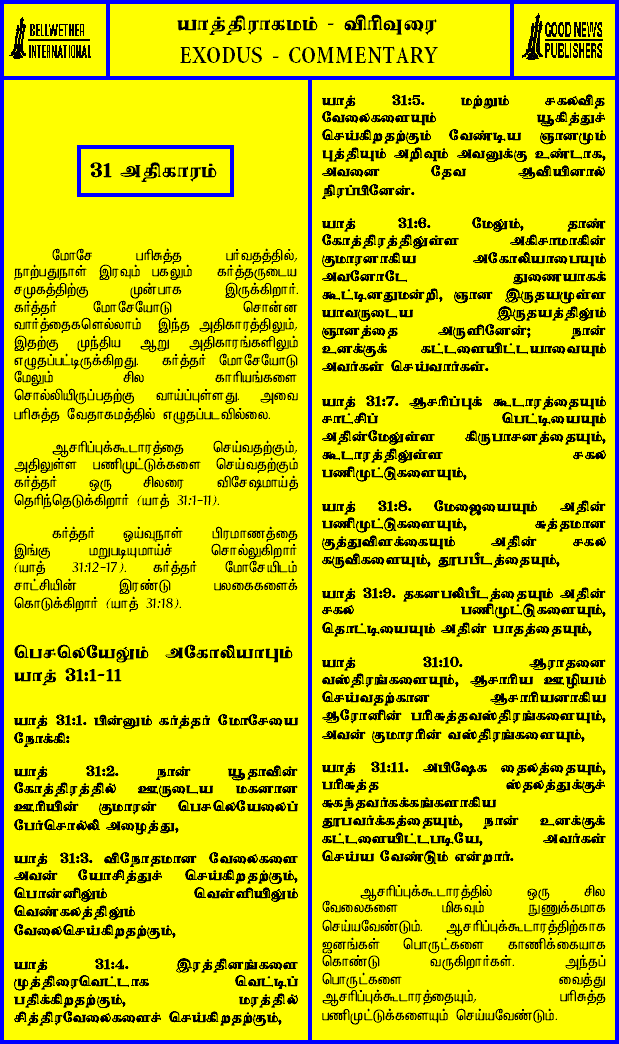 BELLWETHER
INTERNATIONAL
யாத்திராகமம் - விரிவுரை
EXODUS - COMMENTARY
GOOD NEWS
PUBLISHERS
31 அதிகாரம்
மோசே பரிசுத்த பர்வதத்தில்,
நாற்பதுநாள் இரவும் பகலும் கர்த்தருடைய
சமுகத்திற்கு முன்பாக இருக்கிறார்.
கர்த்தர் மோசேயோடு சொன்ன
வார்த்தைகளெல்லாம் இந்த அதிகாரத்திலும்,
இதற்கு முந்திய ஆறு அதிகாரங்களிலும்
எழுதப்பட்டிருக்கிறது. கர்த்தர் மோசேயோடு
மேலும் சில காரியங்களை
சொல்லியிருப்பதற்கு வாய்ப்புள்ளது. அவை
பரிசுத்த வேதாகமத்தில் எழுதப்படவில்லை.
ஆசரிப்புக்கூடாரத்தை செய்வதற்கும்,
அதிலுள்ள பணிமுட்டுக்களை செய்வதற்கும்
கர்த்தர் ஒரு சிலரை விசேஷமாய்த்
தெரிந்தெடுக்கிறார் (யாத் 31:1-11).
கர்த்தர் ஓய்வுநாள் பிரமாணத்தை
இங்கு மறுபடியுமாய்ச் சொல்லுகிறார்
(யாத் 31:12-17). கர்த்தர் மோசேயிடம்
சாட்சியின் இரண்டு பலகைகளைக்
கொடுக்கிறார் (யாத் 31:18).
பெசலெயேலும் அகோலியாபும்
யாத் 31:1-11
யாத் 31:1. பின்னும் கர்த்தர் மோசேயை
நோக்கி:
யாத் 31:2. நான் யூதாவின்
கோத்திரத்தில் ஊருடைய மகனான
ஊரியின் குமாரன் பெசலெயேலைப்
பேர்சொல்லி அழைத்து,
யாத் 31:3. விநோதமான வேலைகளை
அவன் யோசித்துச் செய்கிறதற்கும்,
பொன்னிலும் வெள்ளியிலும்
வெண்கலத்திலும்
வேலைசெய்கிறதற்கும்,
யாத் 31:4. இரத்தினங்களை
முத்திரைவெட்டாக வெட்டிப்
பதிக்கிறதற்கும், மரத்தில்
சித்திரவேலைகளைச் செய்கிறதற்கும்,
யாத் 31:5. மற்றும் சகலவித
வேலைகளையும் யூகித்துச்
செய்கிறதற்கும் வேண்டிய ஞானமும்
புத்தியும் அறிவும் அவனுக்கு உண்டாக,
அவனை தேவ ஆவியினால்
நிரப்பினேன்.
யாத் 31:6. மேலும், தாண்
கோத்திரத்திலுள்ள அகிசாமாகின்
குமாரனாகிய அகோலியாபையும்
அவனோடே துணையாகக்
கூட்டினதுமன்றி, ஞான இருதயமுள்ள
யாவருடைய இருதயத்திலும்
ஞானத்தை அருளினேன்; நான்
உனக்குக் கட்டளையிட்டயாவையும்
அவர்கள் செய்வார்கள்.
யாத் 31:7. ஆசரிப்புக் கூடாரத்தையும்
சாட்சிப் பெட்டியையும்
அதின்மேலுள்ள கிருபாசனத்தையும்,
கூடாரத்திலுள்ள சகல
பணிமுட்டுகளையும்,
யாத் 31:8. மேஜையையும் அதின்
பணிமுட்டுகளையும், சுத்தமான
குத்துவிளக்கையும் அதின் சகல
கருவிகளையும், தூபபீடத்தையும்,
யாத் 31:9. தகனபலிபீடத்தையும் அதின்
சகல பணிமுட்டுகளையும்,
தொட்டியையும் அதின் பாதத்தையும்,
யாத் 31:10. ஆராதனை
வஸ்திரங்களையும், ஆசாரிய ஊழியம்
செய்வதற்கான ஆசாரியனாகிய
ஆரோனின் பரிசுத்தவஸ்திரங்களையும்,
அவன் குமாரரின் வஸ்திரங்களையும்,
யாத் 31:11. அபிஷேக தைலத்தையும்,
பரிசுத்த ஸ்தலத்துக்குச்
சுகந்தவர்க்கங்களாகிய
தூபவர்க்கத்தையும், நான் உனக்குக்
கட்டளையிட்டபடியே, அவர்கள்
செய்ய வேண்டும் என்றார்.
ஆசரிப்புக்கூடாரத்தில் ஒரு சில
வேலைகளை மிகவும் நுணுக்கமாக
செய்யவேண்டும். ஆசரிப்புக்கூடாரத்திற்காக
ஜனங்கள் பொருட்களை காணிக்கையாக
கொண்டு வருகிறார்கள். அந்தப்
பொருட்களை வைத்து
ஆசரிப்புக்கூடாரத்தையும், பரிசுத்த
பணிமுட்டுக்களையும் செய்யவேண்டும்.